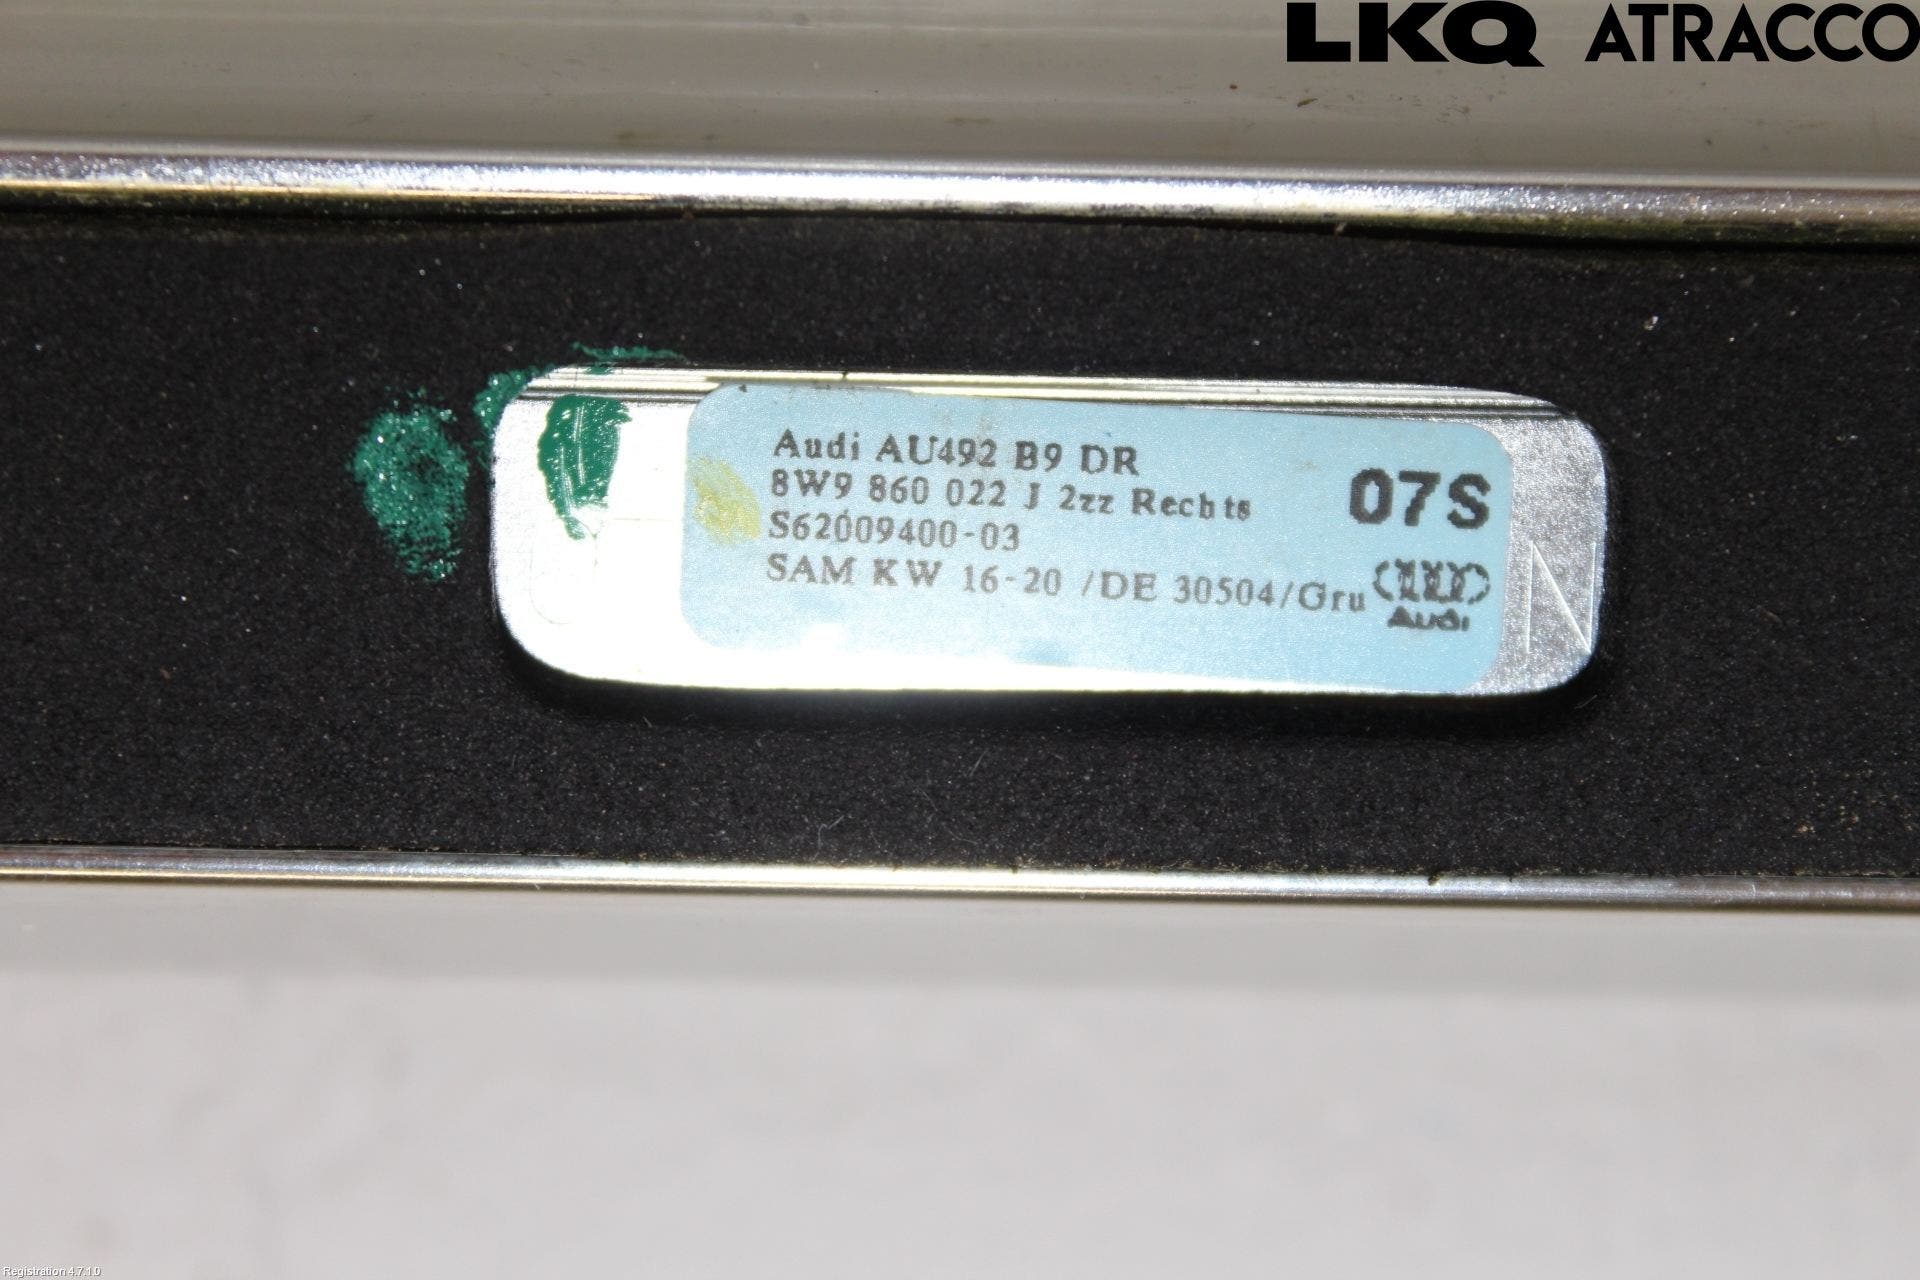 LKQ ATRACCO
Audi AU492 B9 DR
8W9 860 022 J 2zz Rechts
S62009400-03
SAM KW 16-20 /DE 30504/Gru
07S
Audi
N
Registration 4.7.1.0